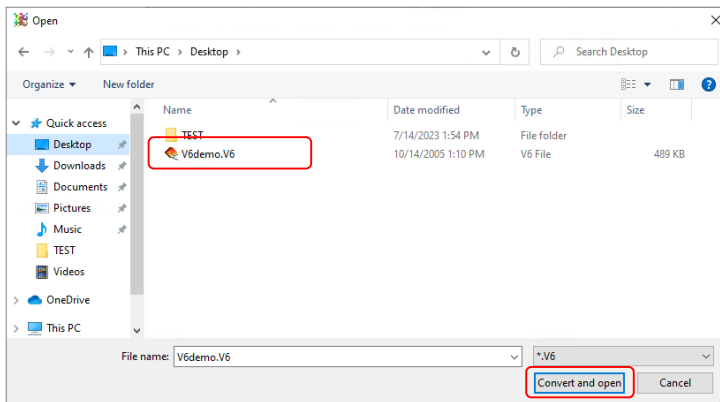 Open
This PC > Desktop >
Search Desktop
Organize
New folder
Name
Date modified
Type
Size
Quick access
TEST
7/14/2023 1:54 PM
File folder
Desktop
V6demo.V6
10/14/2005 1:10 PM
V6 File
489 KB
Downloads
Documents
Pictures
Music
TEST
Videos
OneDrive
This PC
File name:
V6demo.V6
*.V6
Convert and open
Cancel